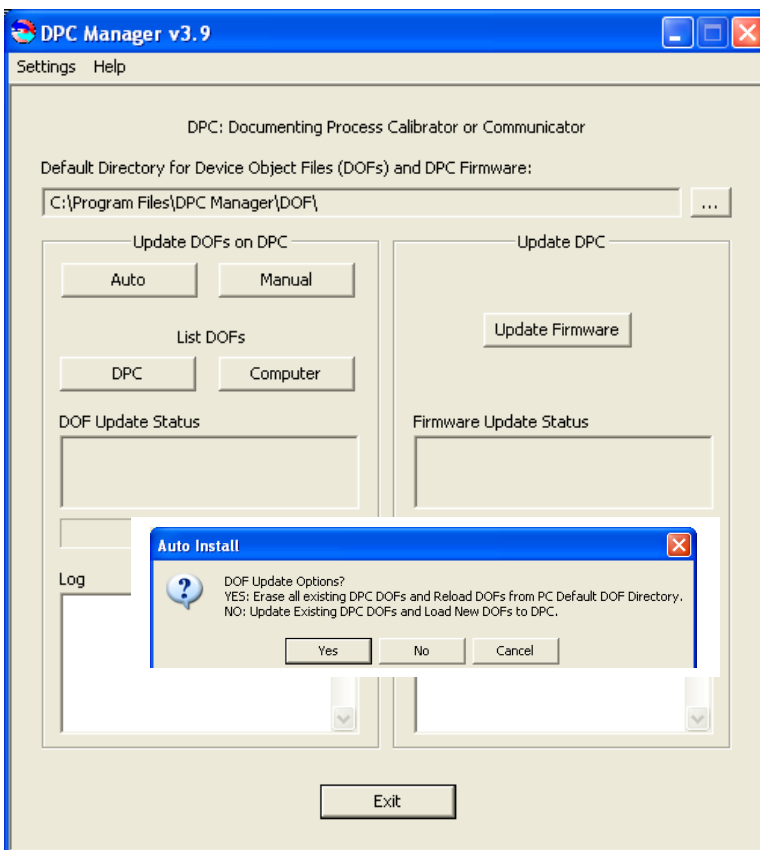 DPC Manager v3.9
Settings Help
DPC: Documenting Process Calibrator or Communicator
Default Directory for Device Object Files (DOFs) and DPC Firmware:
C:\Program Files\DPC Manager\DOF\
...
Update DOFs on DPC
Auto Manual
List DOFs
DPC Computer
DOF Update Status
Log
Update DPC
Update Firmware
Firmware Update Status
Auto Install
DOF Update Options?
YES: Erase all existing DPC DOFs and Reload DOFs from PC Default DOF Directory.
NO: Update Existing DPC DOFs and Load New DOFs to DPC.
Yes No Cancel
Exit